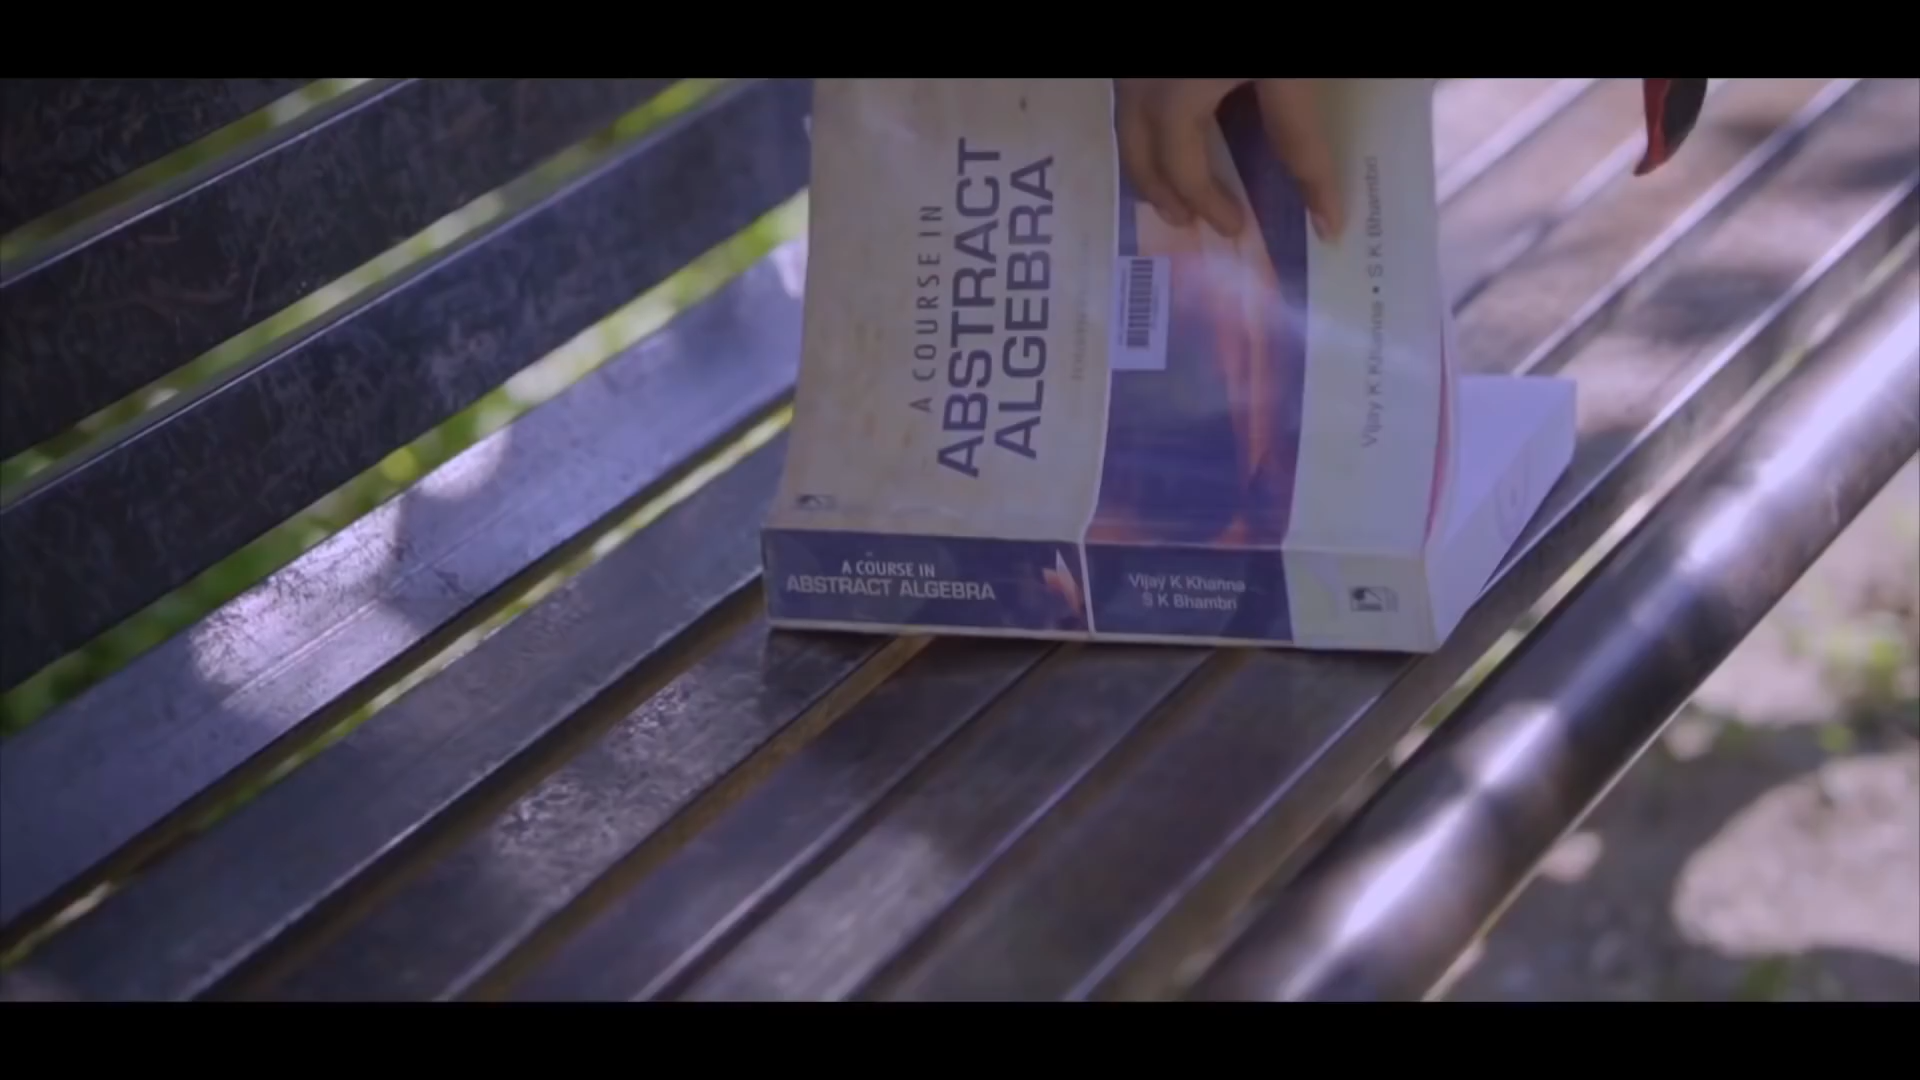 A COURSE IN
ABSTRACT
ALGEBRA
Vijay K Khanna • S K Bhambri
A COURSE IN
ABSTRACT ALGEBRA
Vijay K Khanna
S K Bhambri